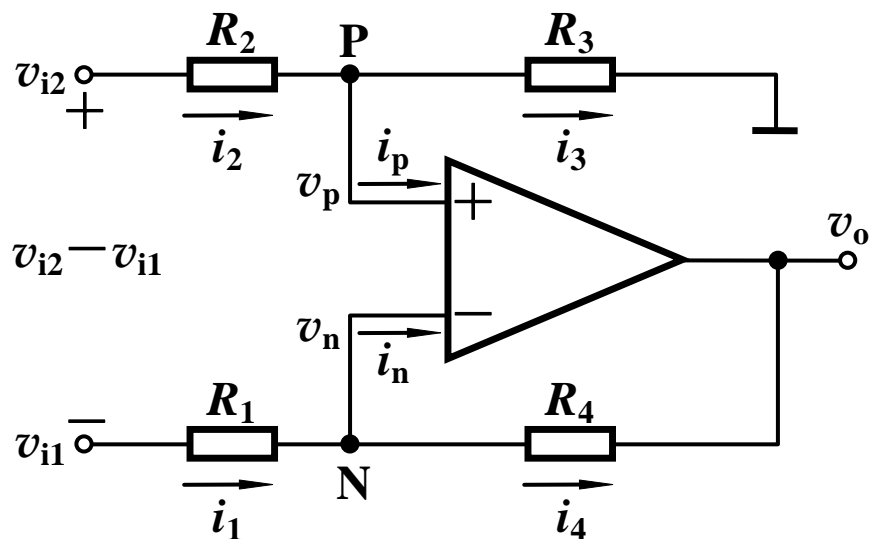 R₂ P R₃
vᵢ₂
+
i₂ iₚ i₃
vₚ
+
vₒ
vᵢ₂ − vᵢ₁
vₙ −
iₙ
− R₁ R₄
vᵢ₁
N
i₁ i₄